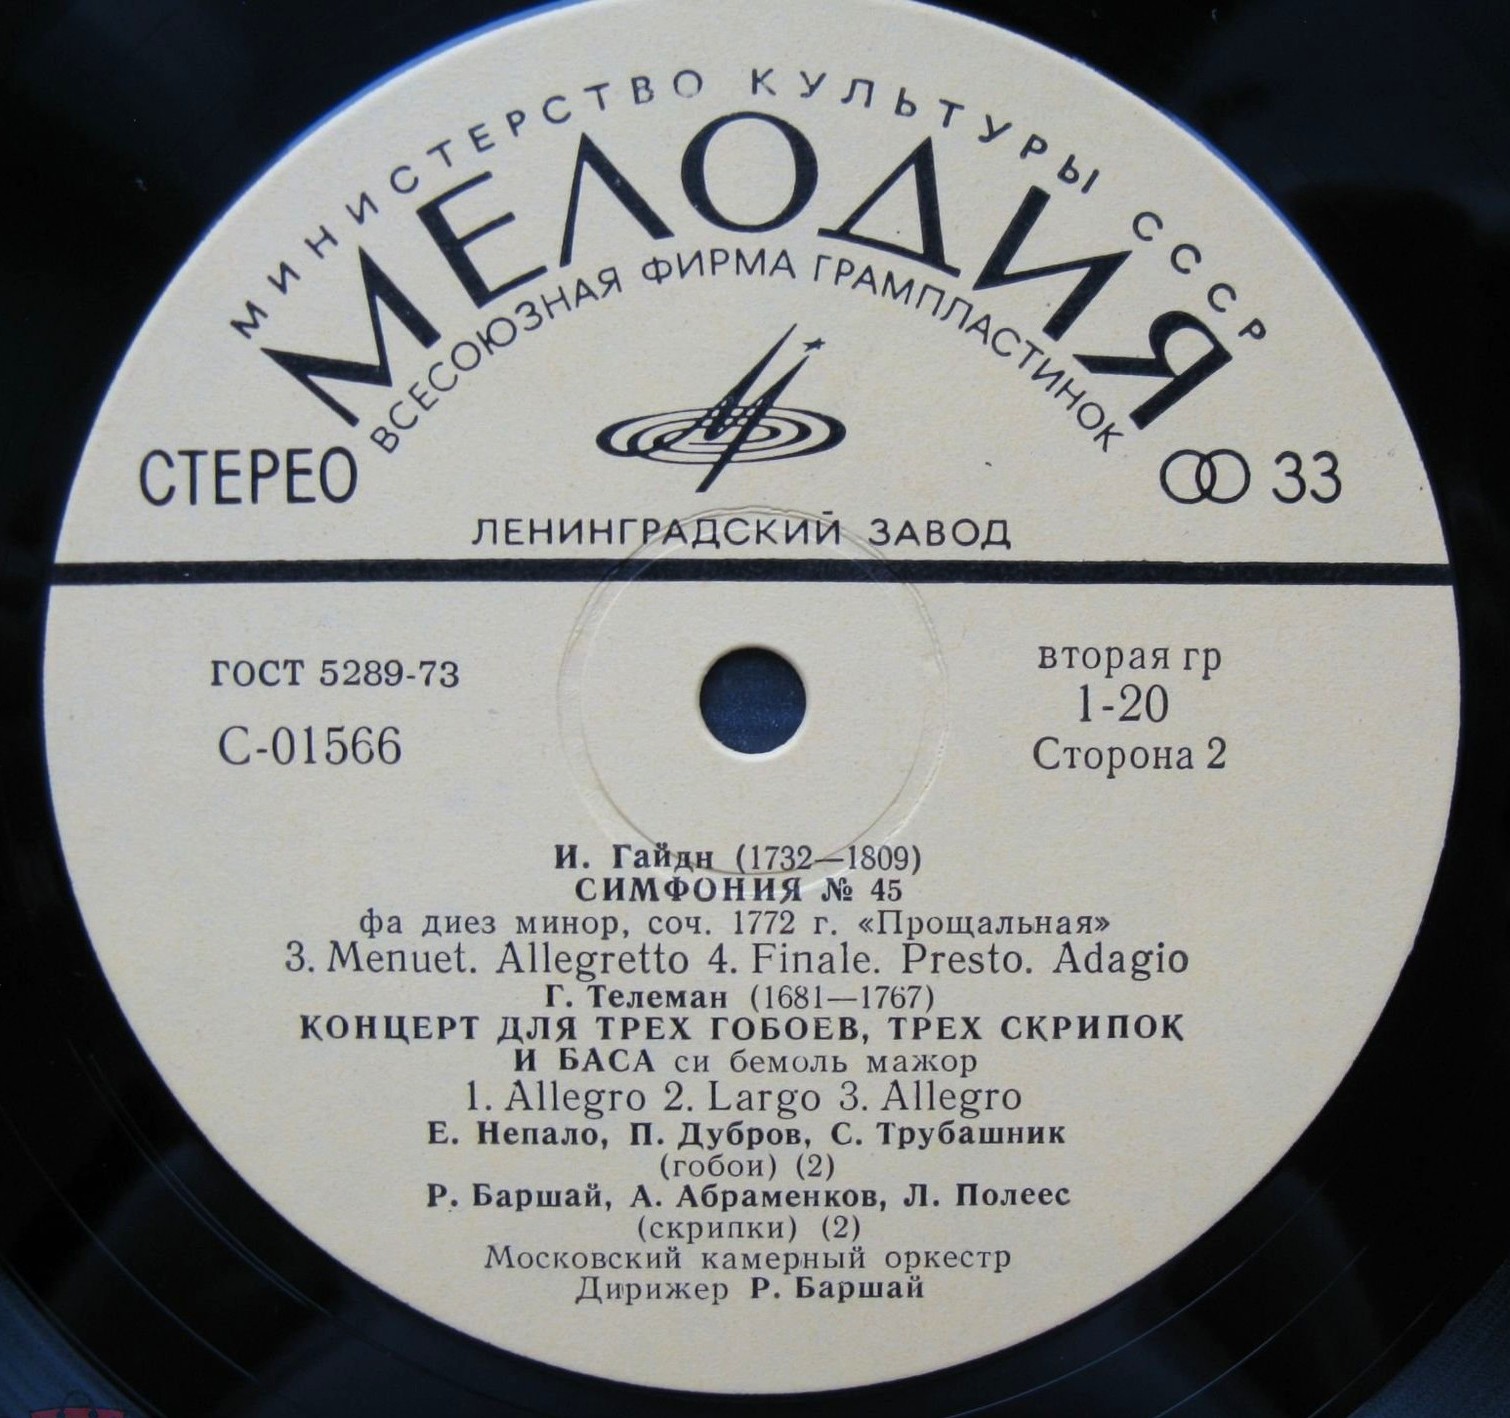 МИНИСТЕРСТВО КУЛЬТУРЫ СССР
МЕЛОДИЯ
ВСЕСОЮЗНАЯ ФИРМА ГРАМПЛАСТИНОК
СТЕРЕО
33
ЛЕНИНГРАДСКИЙ ЗАВОД
ГОСТ 5289-73
С-01566
вторая гр
1-20
Сторона 2
И. Гайдн (1732—1809)
СИМФОНИЯ № 45
фа диез минор, соч. 1772 г. «Прощальная»
3. Menuet. Allegretto 4. Finale. Presto. Adagio
Г. Телеман (1681—1767)
КОНЦЕРТ ДЛЯ ТРЕХ ГОБОЕВ, ТРЕХ СКРИПОК
И БАСА си бемоль мажор
1. Allegro 2. Largo 3. Allegro
Е. Непало, П. Дубров, С. Трубашник
(гобои) (2)
Р. Баршай, А. Абраменков, Л. Полеес
(скрипки) (2)
Московский камерный оркестр
Дирижер Р. Баршай